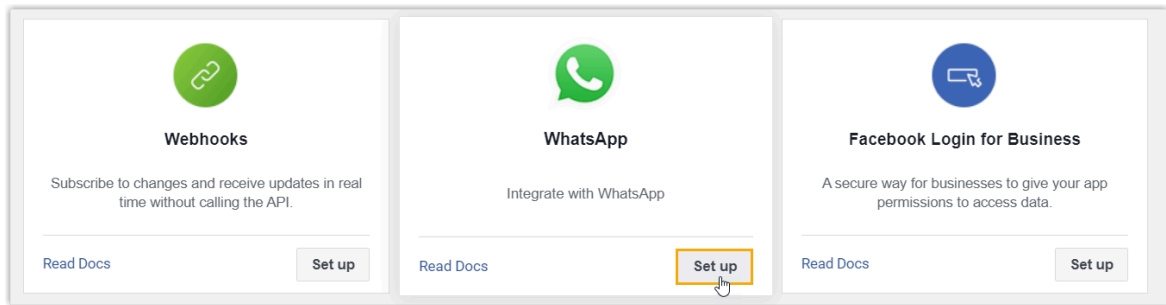 Webhooks
Subscribe to changes and receive updates in real
time without calling the API.
Read Docs
Set up
WhatsApp
Integrate with WhatsApp
Read Docs
Set up
Facebook Login for Business
A secure way for businesses to give your app
permissions to access data.
Read Docs
Set up